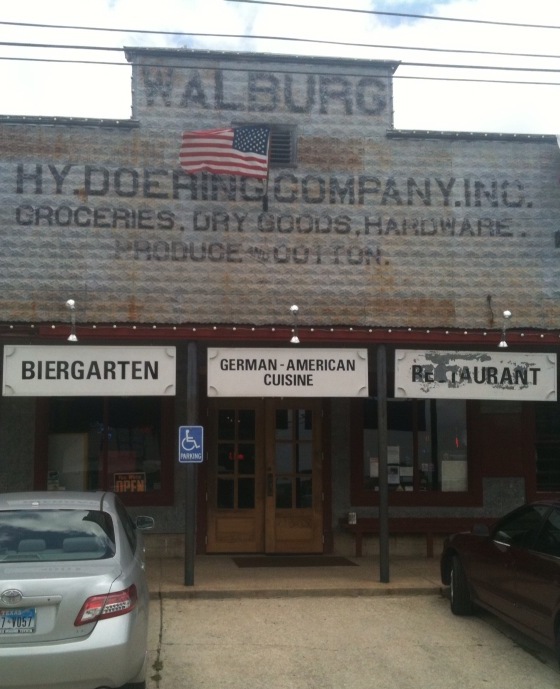 WALBURG
HY. DOERING COMPANY. INC.
GROCERIES, DRY GOODS, HARDWARE.
PRODUCE AND COTTON.
BIERGARTEN
GERMAN-AMERICAN
CUISINE
RESTAURANT
PARKING
OPEN